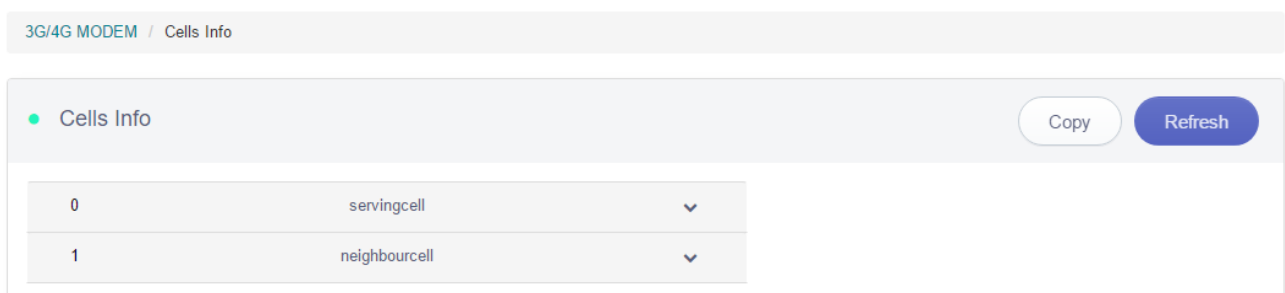 3G/4G MODEM / Cells Info
Cells Info
Copy Refresh
0 servingcell
1 neighbourcell